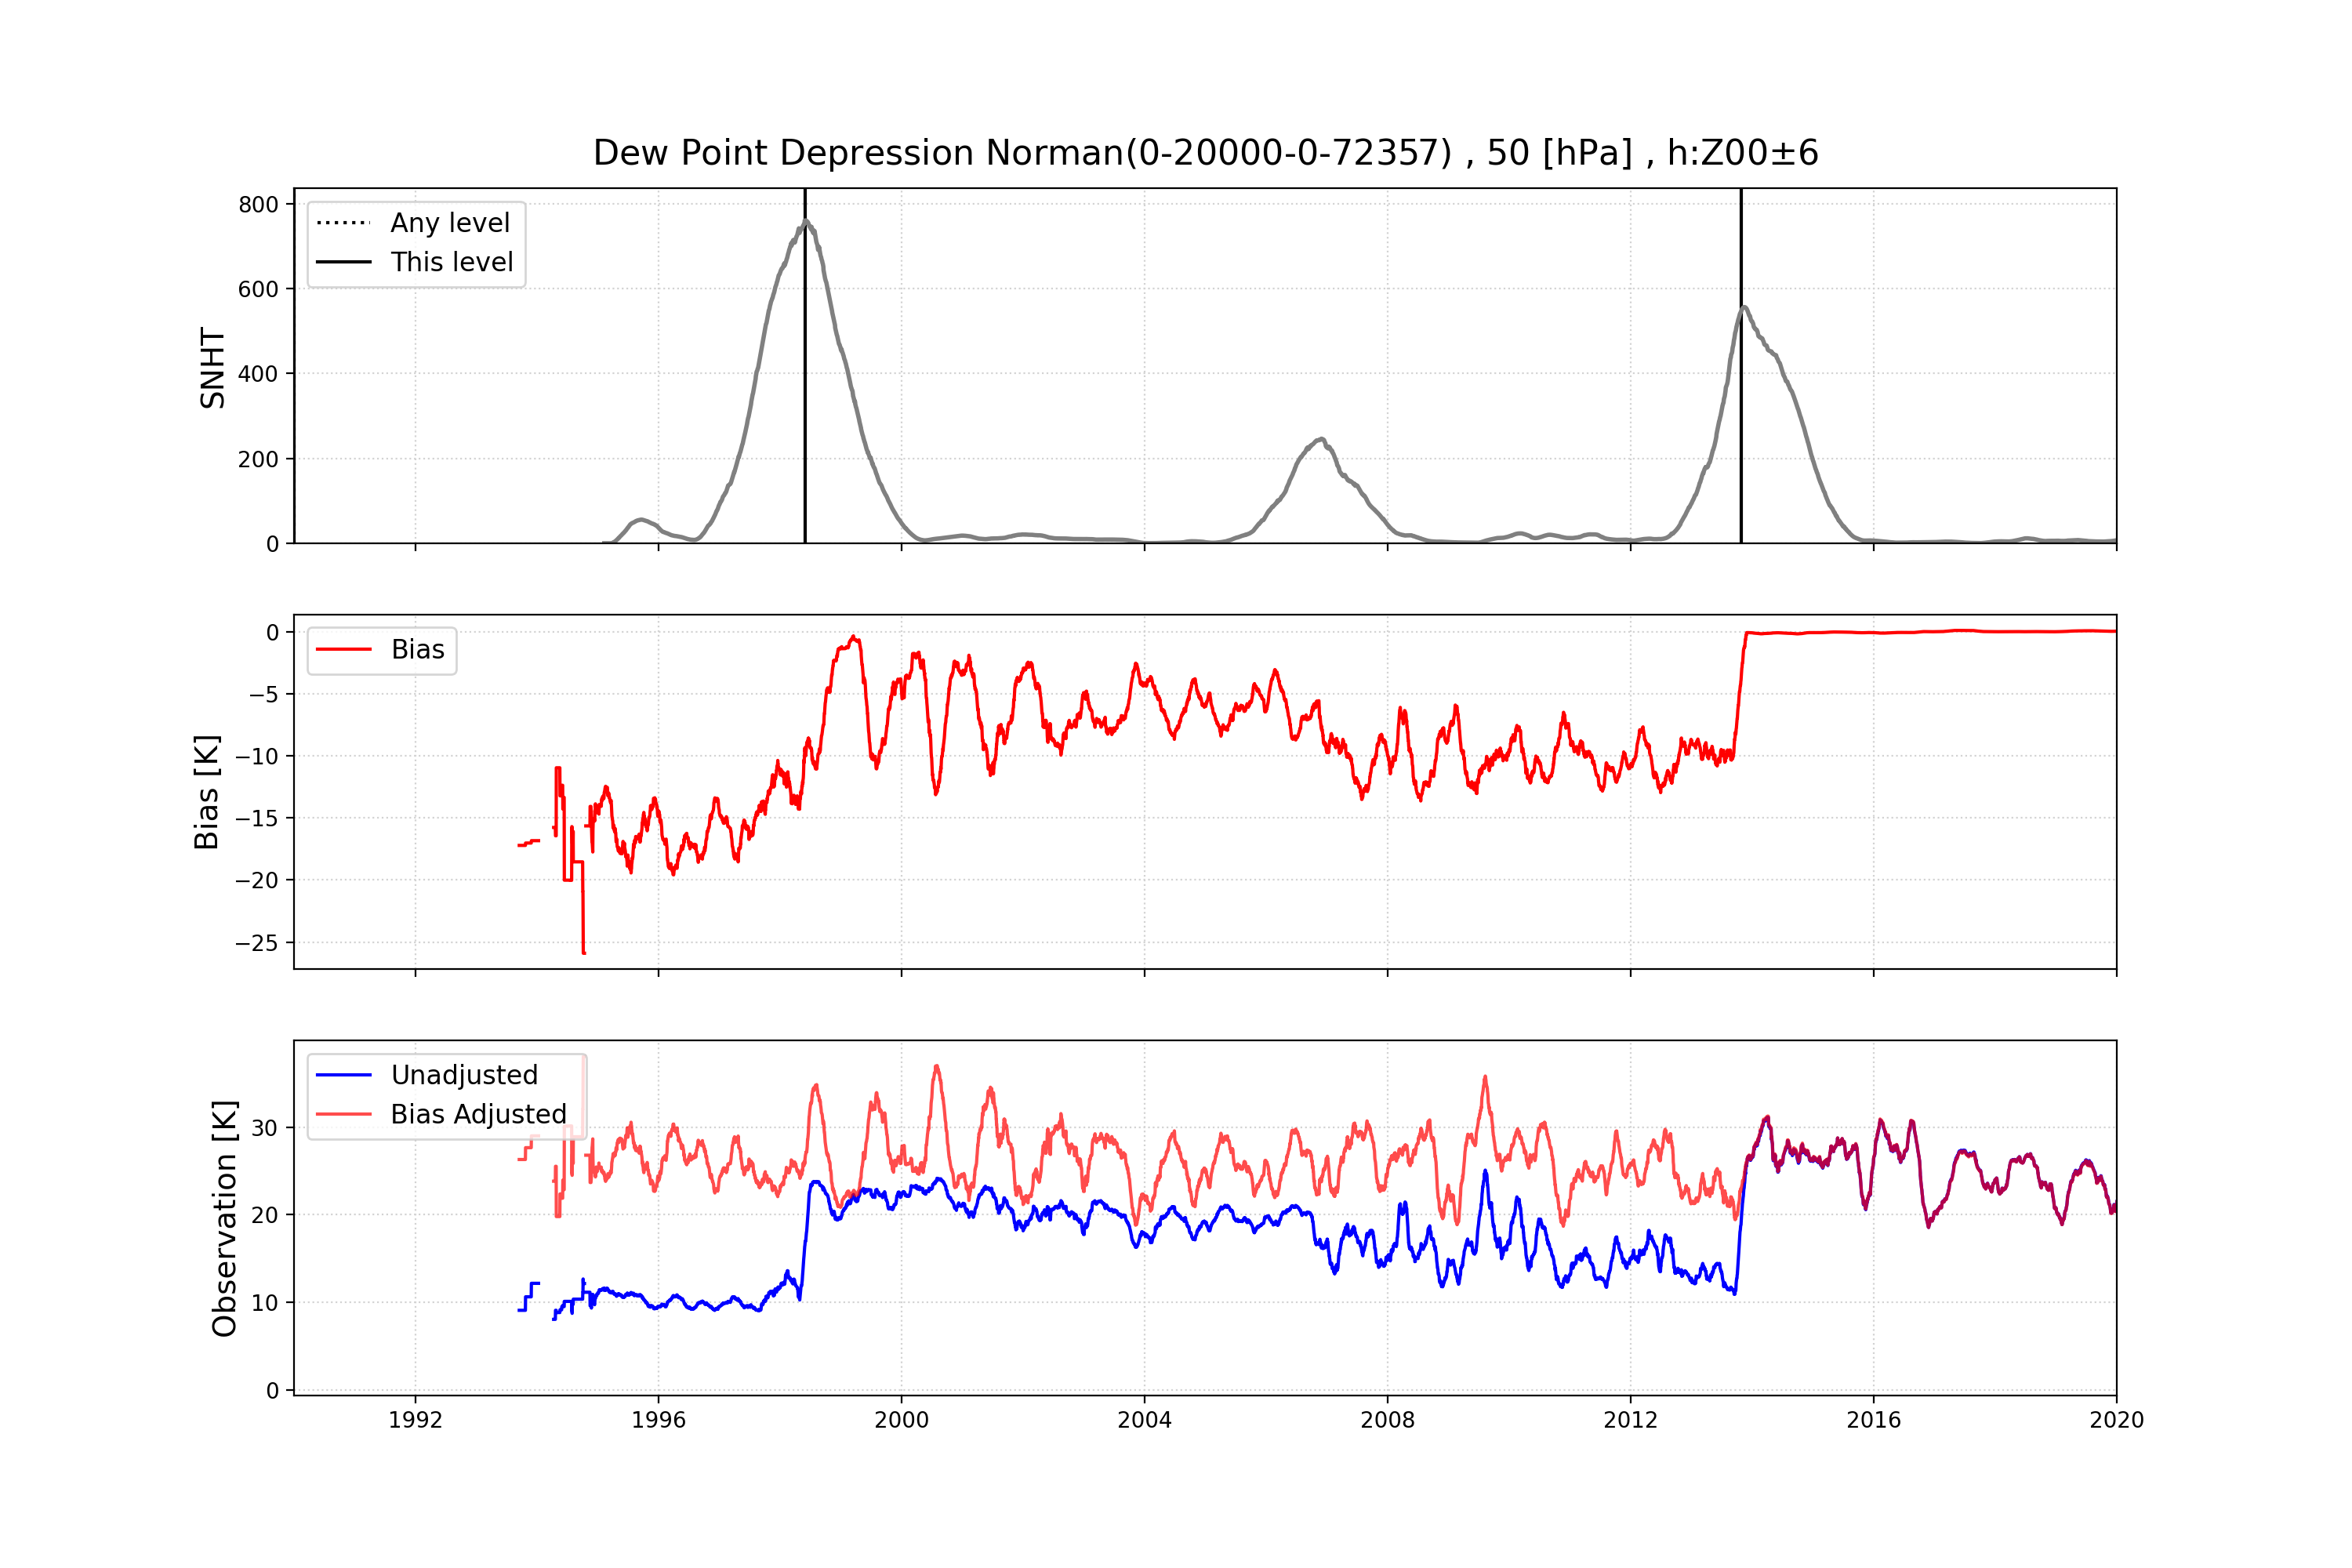 Dew Point Depression Norman(0-20000-0-72357) , 50 [hPa] , h:Z00±6
800
600
400
200
0
SNHT
Any level
This level
0
−5
−10
−15
−20
−25
Bias [K]
Bias
30
20
10
0
Observation [K]
Unadjusted
Bias Adjusted
1992
1996
2000
2004
2008
2012
2016
2020